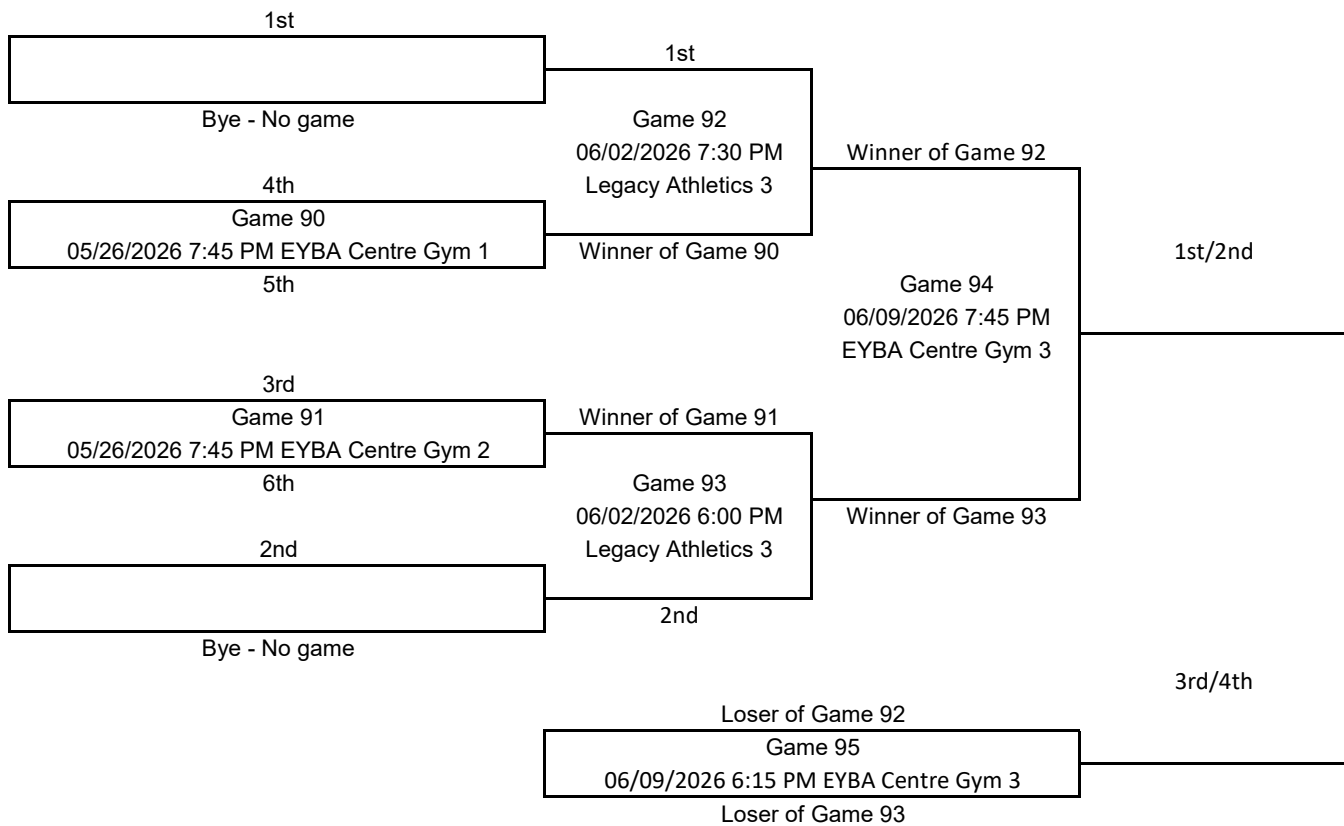 1st
Bye - No game
4th
Game 90
05/26/2026 7:45 PM EYBA Centre Gym 1
5th
3rd
Game 91
05/26/2026 7:45 PM EYBA Centre Gym 2
6th
2nd
Bye - No game
1st
Game 92
06/02/2026 7:30 PM
Legacy Athletics 3
Winner of Game 90
Winner of Game 91
Game 93
06/02/2026 6:00 PM
Legacy Athletics 3
2nd
Winner of Game 92
Game 94
06/09/2026 7:45 PM
EYBA Centre Gym 3
Winner of Game 93
1st/2nd
Loser of Game 92
Game 95
06/09/2026 6:15 PM EYBA Centre Gym 3
Loser of Game 93
3rd/4th